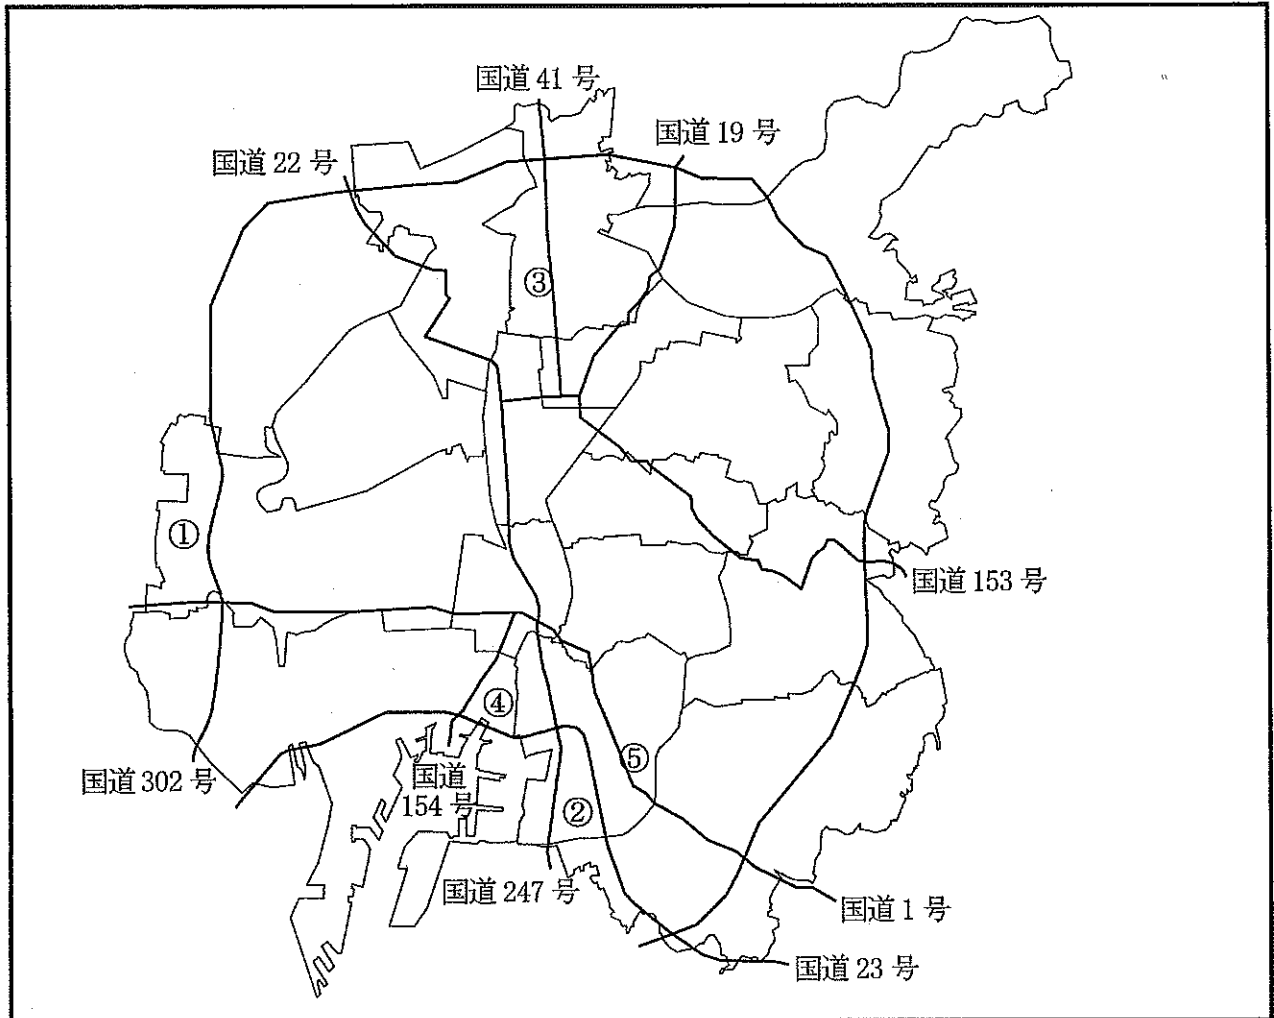 国道 41 号
国道 19 号
国道 22 号
③
①
国道 153 号
④
⑤
国道 302 号
国道
154 号
②
国道 247 号
国道 1 号
国道 23 号